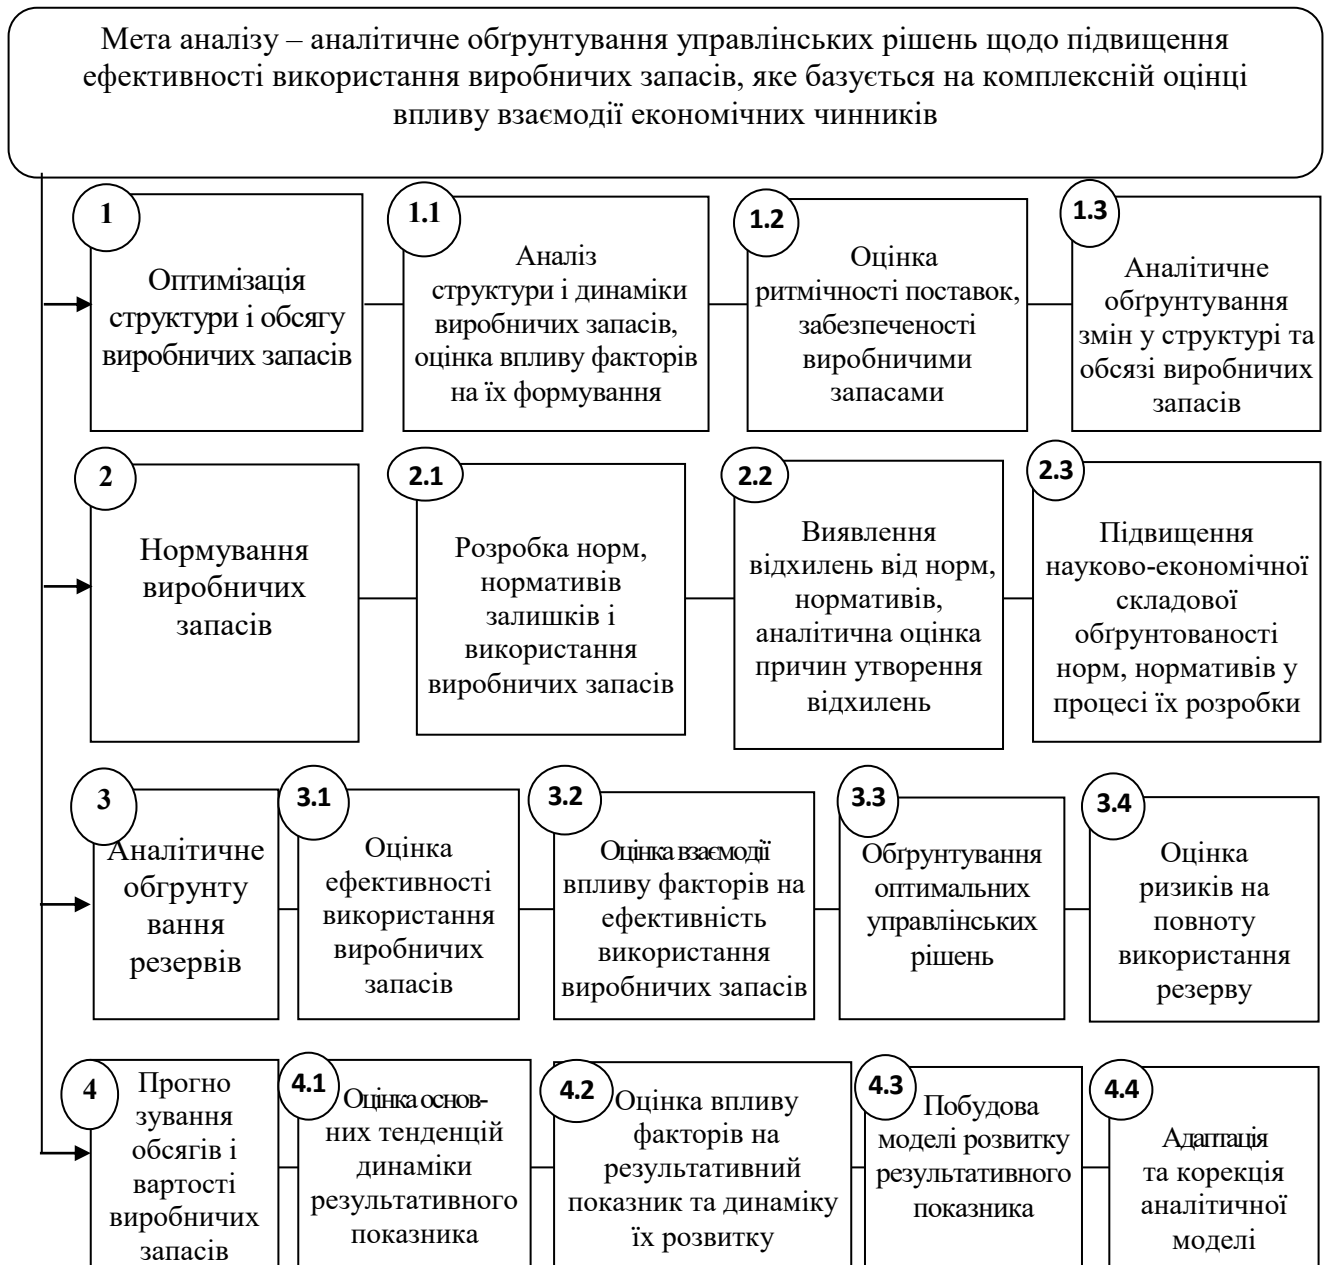 Мета аналізу – аналітичне обґрунтування управлінських рішень щодо підвищення
ефективності використання виробничих запасів, яке базується на комплексній оцінці
впливу взаємодії економічних чинників
1
Оптимізація
структури і обсягу
виробничих запасів
1.1
Аналіз
структури і динаміки
виробничих запасів,
оцінка впливу факторів
на їх формування
1.2
Оцінка
ритмічності поставок,
забезпеченості
виробничими
запасами
1.3
Аналітичне
обґрунтування
змін у структурі та
обсязі виробничих
запасів
2
Нормування
виробничих
запасів
2.1
Розробка норм,
нормативів
залишків і
використання
виробничих запасів
2.2
Виявлення
відхилень від норм,
нормативів,
аналітична оцінка
причин утворення
відхилень
2.3
Підвищення
науково-економічної
складової
обґрунтованості
норм, нормативів у
процесі їх розробки
3
Аналітичне
обгрунту
вання
резервів
3.1
Оцінка
ефективності
використання
виробничих
запасів
3.2
Оцінка взаємодії
впливу факторів на
ефективність
використання
виробничих запасів
3.3
Обґрунтування
оптимальних
управлінських
рішень
3.4
Оцінка
ризиків на
повноту
використання
резерву
4
Прогно
зування
обсягів і
вартості
виробничих
запасів
4.1
Оцінка основ-
них тенденцій
динаміки
результативного
показника
4.2
Оцінка впливу
факторів на
результативний
показник та динаміку
їх розвитку
4.3
Побудова
моделі розвитку
результативного
показника
4.4
Адаптація
та корекція
аналітичної
моделі